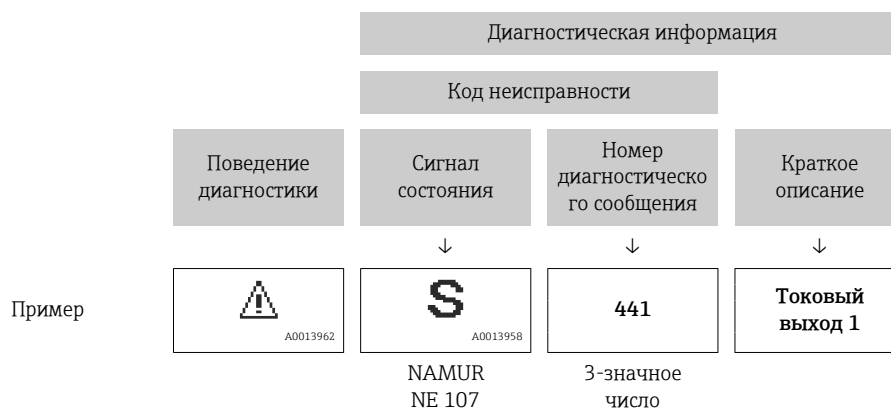 Диагностическая информация
Код неисправности
Поведение
диагностики
Сигнал
состояния
Номер
диагностическо
го сообщения
Краткое
описание
↓ ↓ ↓
Пример
A0013962
S
A0013958
441
Токовый
выход 1
NAMUR
NE 107
3-значное
число